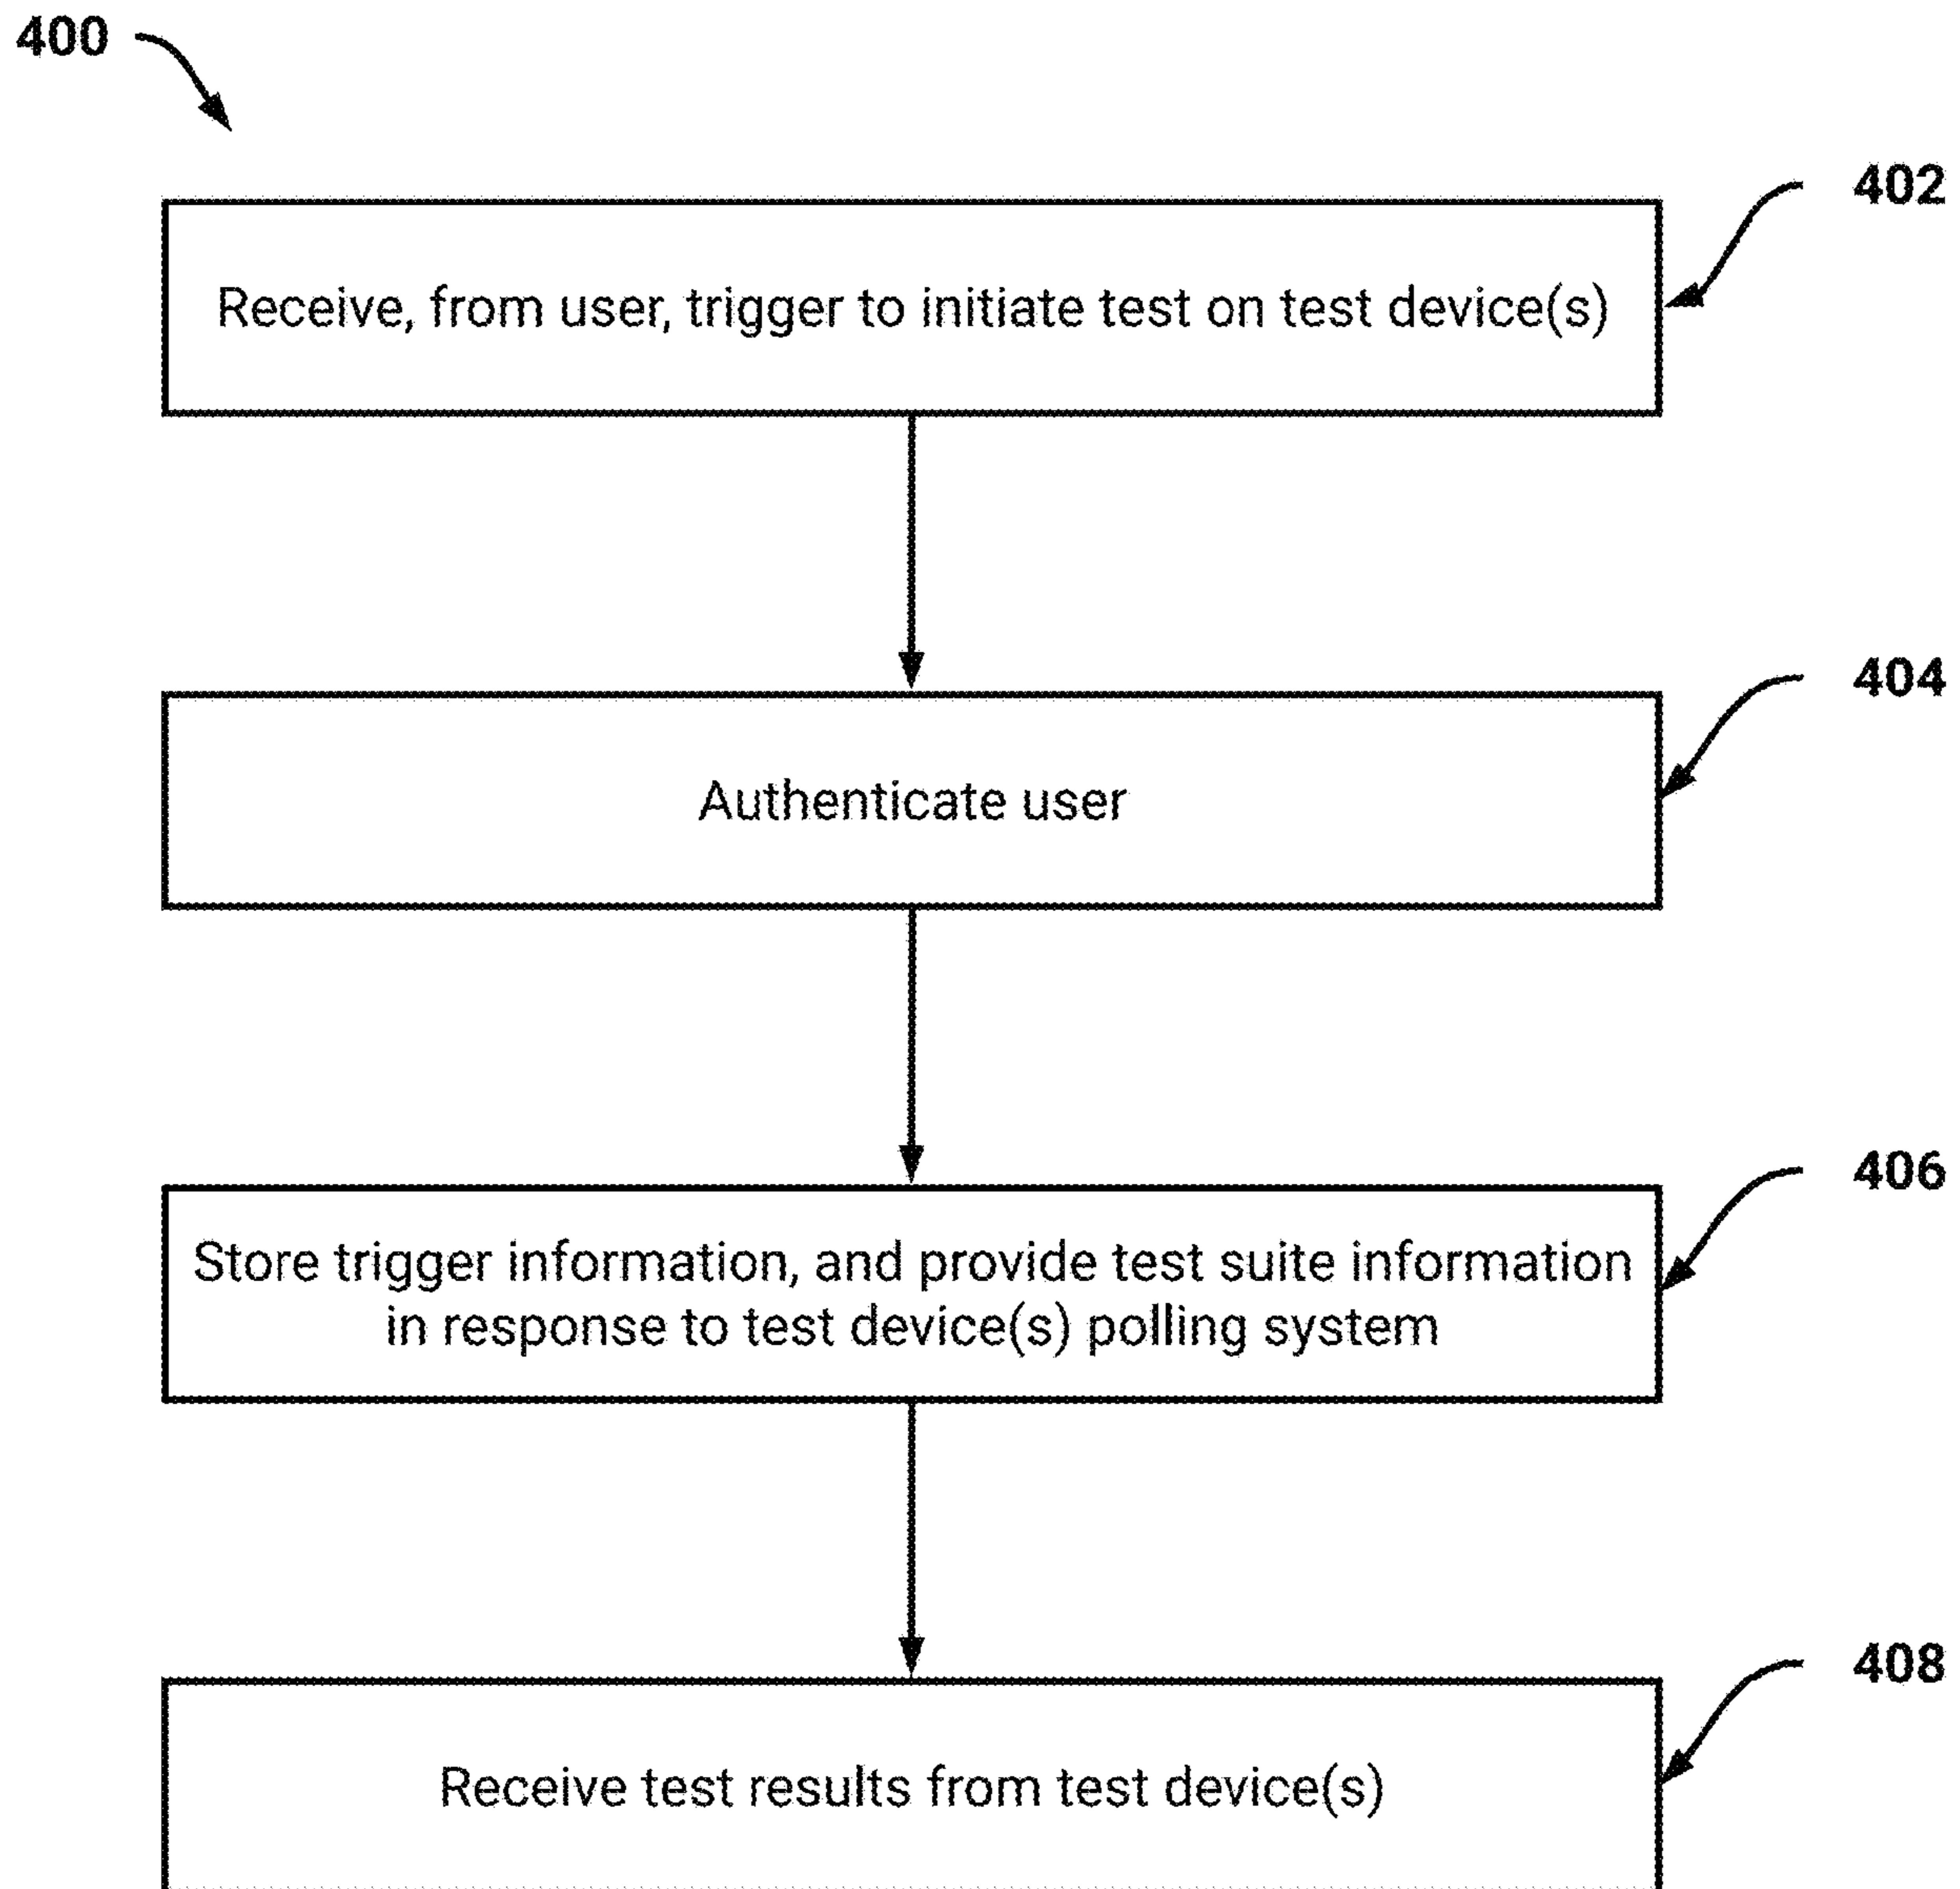 400
402
Receive, from user, trigger to initiate test on test device(s)
404
Authenticate user
406
Store trigger information, and provide test suite information
in response to test device(s) polling system
408
Receive test results from test device(s)